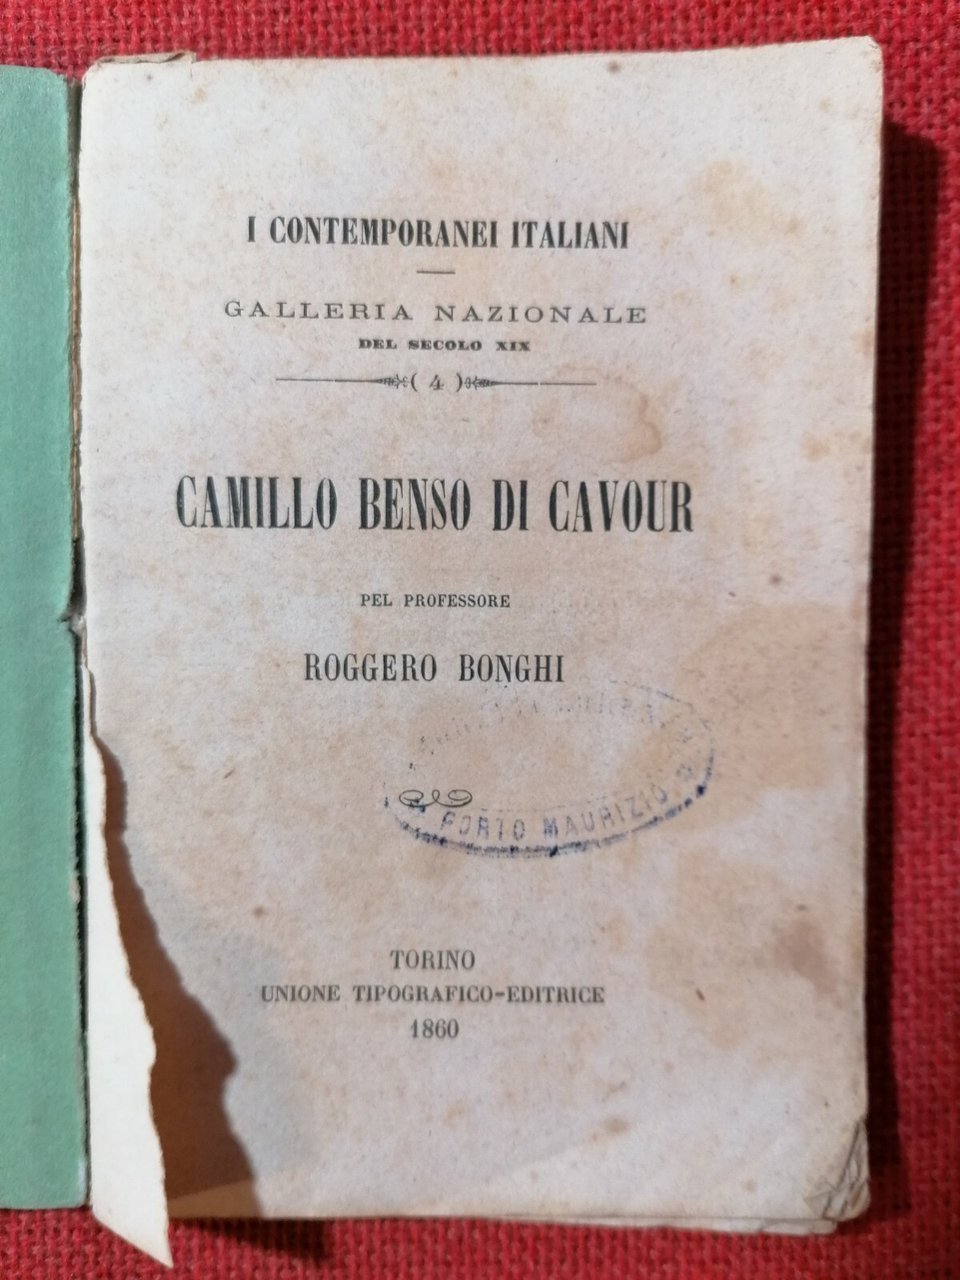 I CONTEMPORANEI ITALIANI
GALLERIA NAZIONALE
DEL SECOLO XIX
( 4 )
CAMILLO BENSO DI CAVOUR
PEL PROFESSORE
ROGGERO BONGHI
PORTO MAURIZIO
TORINO
UNIONE TIPOGRAFICO-EDITRICE
1860